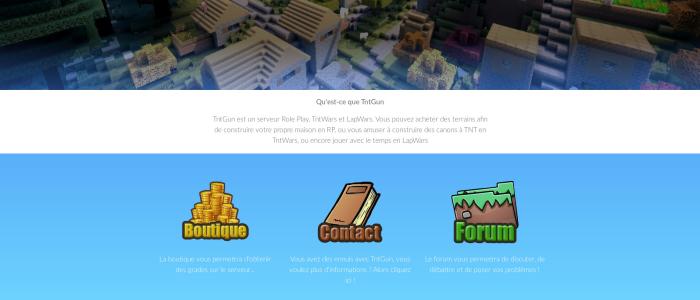 Qu'est-ce que TntGun
TntGun est un serveur Role Play, TntWars et LapWars. Vous pouvez acheter des terrains afin
de construire votre propre maison en RP, ou vous amuser à construire des canons à TNT en
TntWars, ou encore jouer avec le temps en LapWars
Boutique
Contact
Forum
La boutique vous permettra d'obtenir
des grades sur le serveur .
Vous avez des ennuis avec TntGun, vous
voulez plus d'informations ! Alors cliquez
ici !
Le forum vous permettra de discuter, de
débattre et de poser vos problèmes !